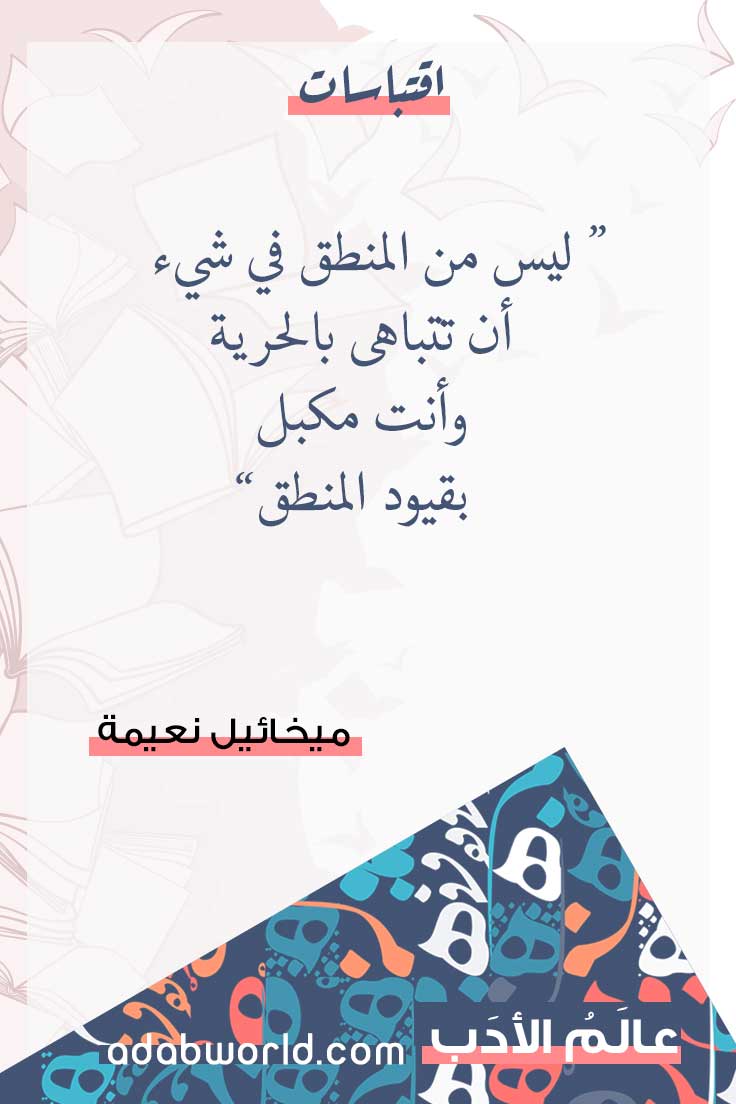 اقتباسات
” ليس من المنطق في شيء
أن تتباهى بالحرية
وأنت مكبل
بقيود المنطق “
ميخائيل نعيمة
عالَمُ الأدَب
adabworld.com